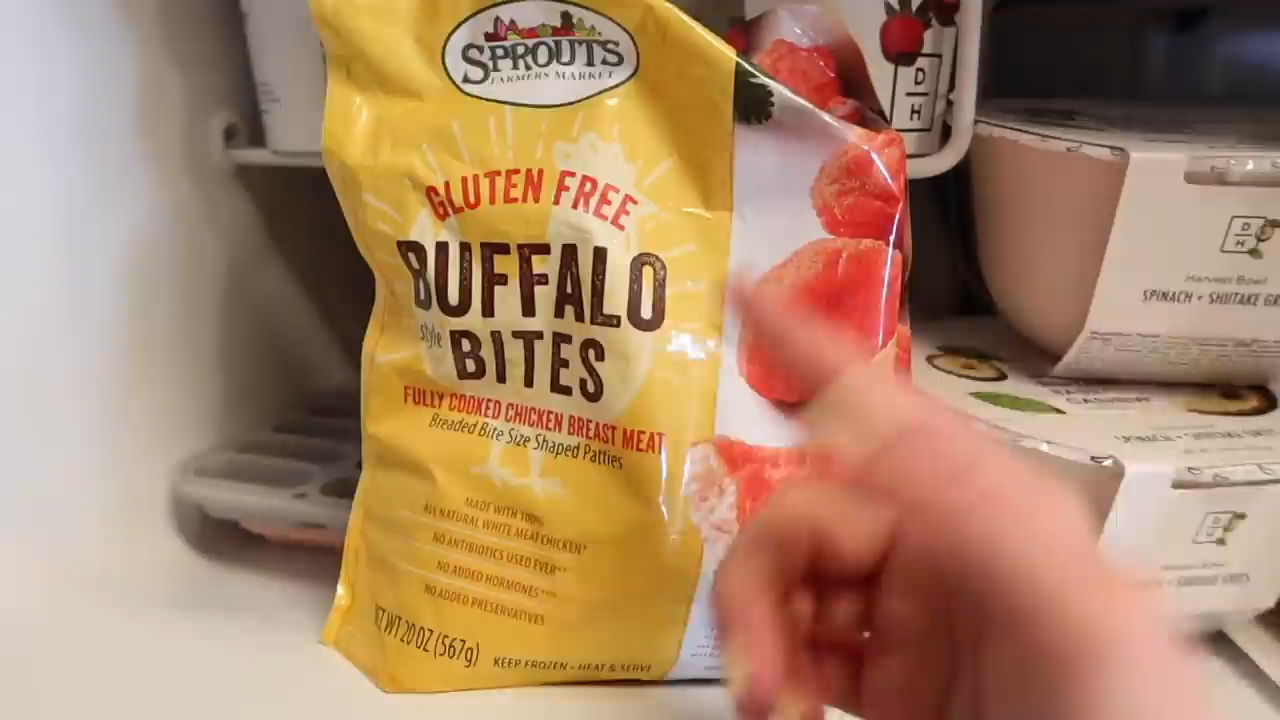 SPROUTS
FARMERS MARKET
GLUTEN FREE
BUFFALO
style BITES
FULLY COOKED CHICKEN BREAST MEAT
Breaded Bite Size Shaped Patties
MADE WITH 100%
ALL NATURAL WHITE MEAT CHICKEN*
NO ANTIBIOTICS USED EVER**
NO ADDED HORMONES***
NO ADDED PRESERVATIVES
WT 20 OZ (567g)
KEEP FROZEN - HEAT & SERVE
D
H
D
H
Harvest Bowl
SPINACH + SHIITAKE GR
D
H